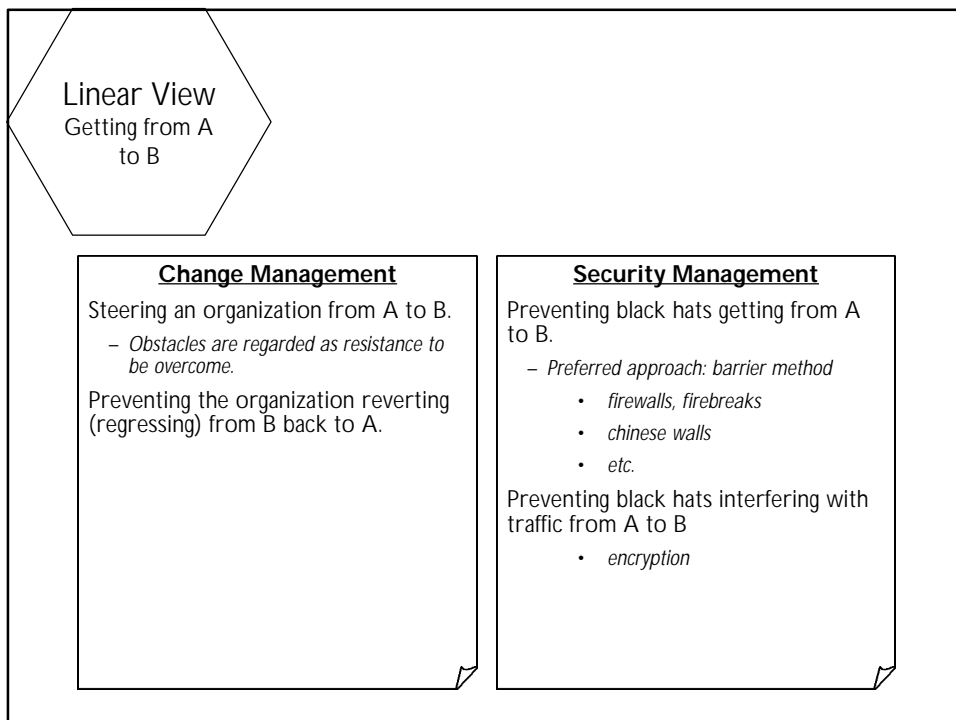 Linear View
Getting from A
to B
Change Management
Steering an organization from A to B.
– Obstacles are regarded as resistance to
be overcome.
Preventing the organization reverting
(regressing) from B back to A.
Security Management
Preventing black hats getting from A
to B.
– Preferred approach: barrier method
• firewalls, firebreaks
• chinese walls
• etc.
Preventing black hats interfering with
traffic from A to B
• encryption